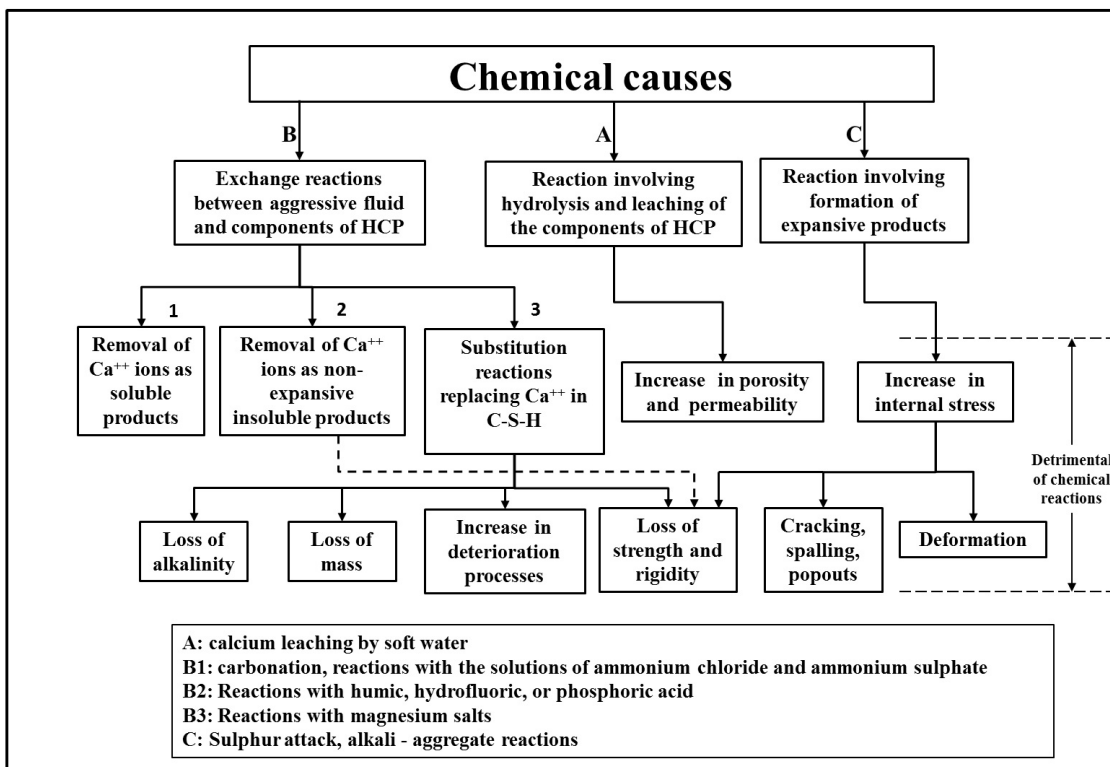 Chemical causes
B
A
C
Exchange reactions
between aggressive fluid
and components of HCP
Reaction involving
hydrolysis and leaching of
the components of HCP
Reaction involving
formation of
expansive products
1
2
3
Removal of
Ca⁺⁺ ions as
soluble
products
Removal of Ca⁺⁺
ions as non-
expansive
insoluble products
Substitution
reactions
replacing Ca⁺⁺ in
C-S-H
Increase in porosity
and permeability
Increase in
internal stress
Detrimental
of chemical
reactions
Loss of
alkalinity
Loss of
mass
Increase in
deterioration
processes
Loss of
strength and
rigidity
Cracking,
spalling,
popouts
Deformation
A: calcium leaching by soft water
B1: carbonation, reactions with the solutions of ammonium chloride and ammonium sulphate
B2: Reactions with humic, hydrofluoric, or phosphoric acid
B3: Reactions with magnesium salts
C: Sulphur attack, alkali - aggregate reactions